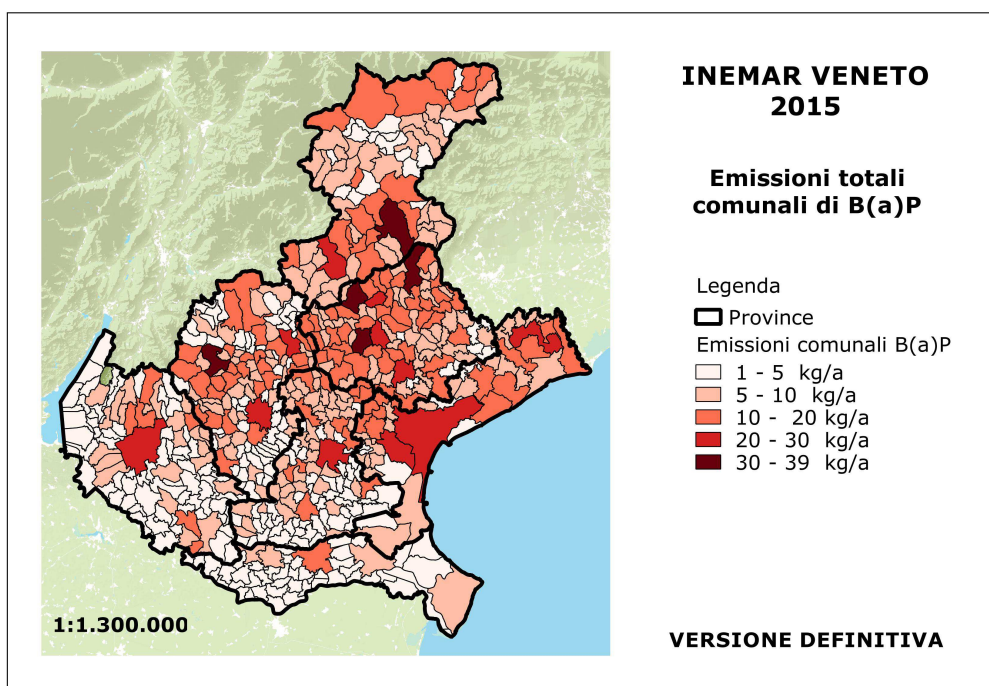 INEMAR VENETO
2015
Emissioni totali
comunali di B(a)P
Legenda
Province
Emissioni comunali B(a)P
1 - 5 kg/a
5 - 10 kg/a
10 - 20 kg/a
20 - 30 kg/a
30 - 39 kg/a
1:1.300.000
VERSIONE DEFINITIVA